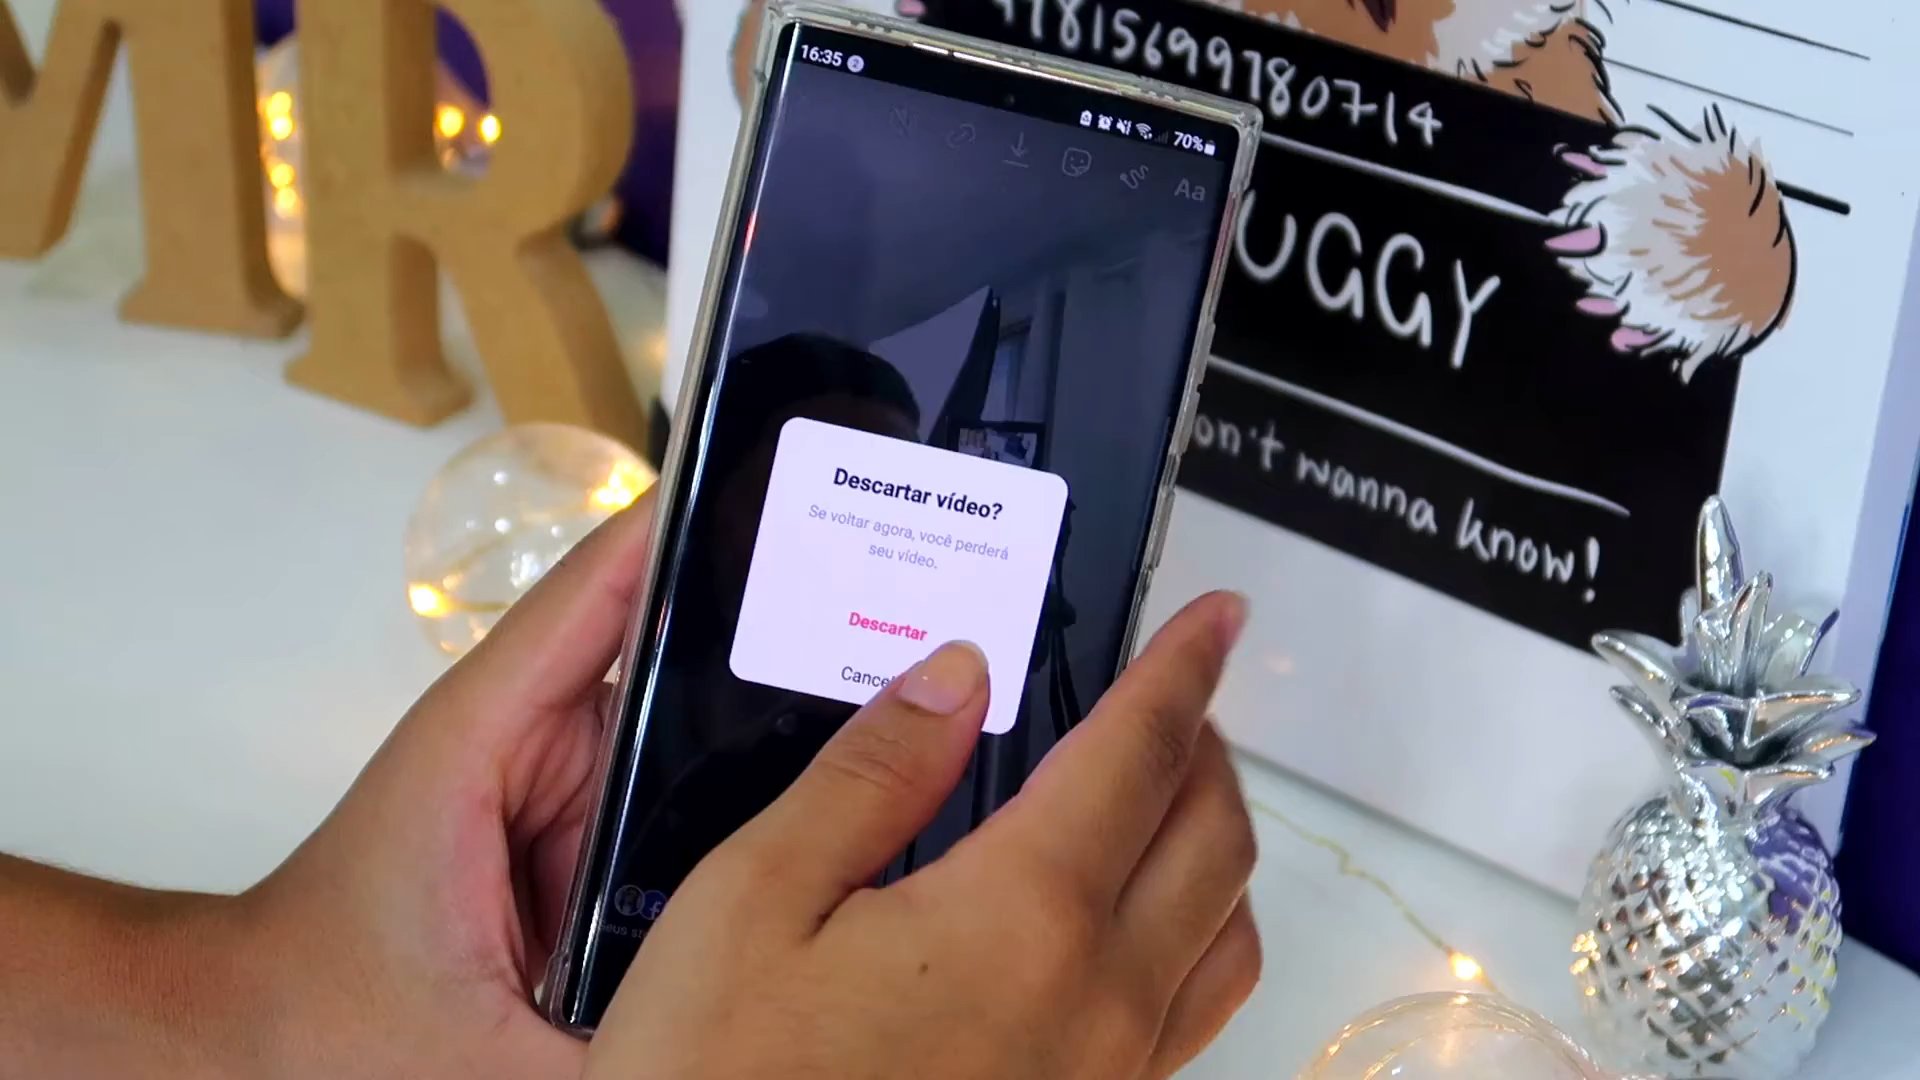 MR
16:35
70%
Aa
Descartar vídeo?
Se voltar agora, você perderá
seu vídeo.
Descartar
UGGY
on't wanna know!